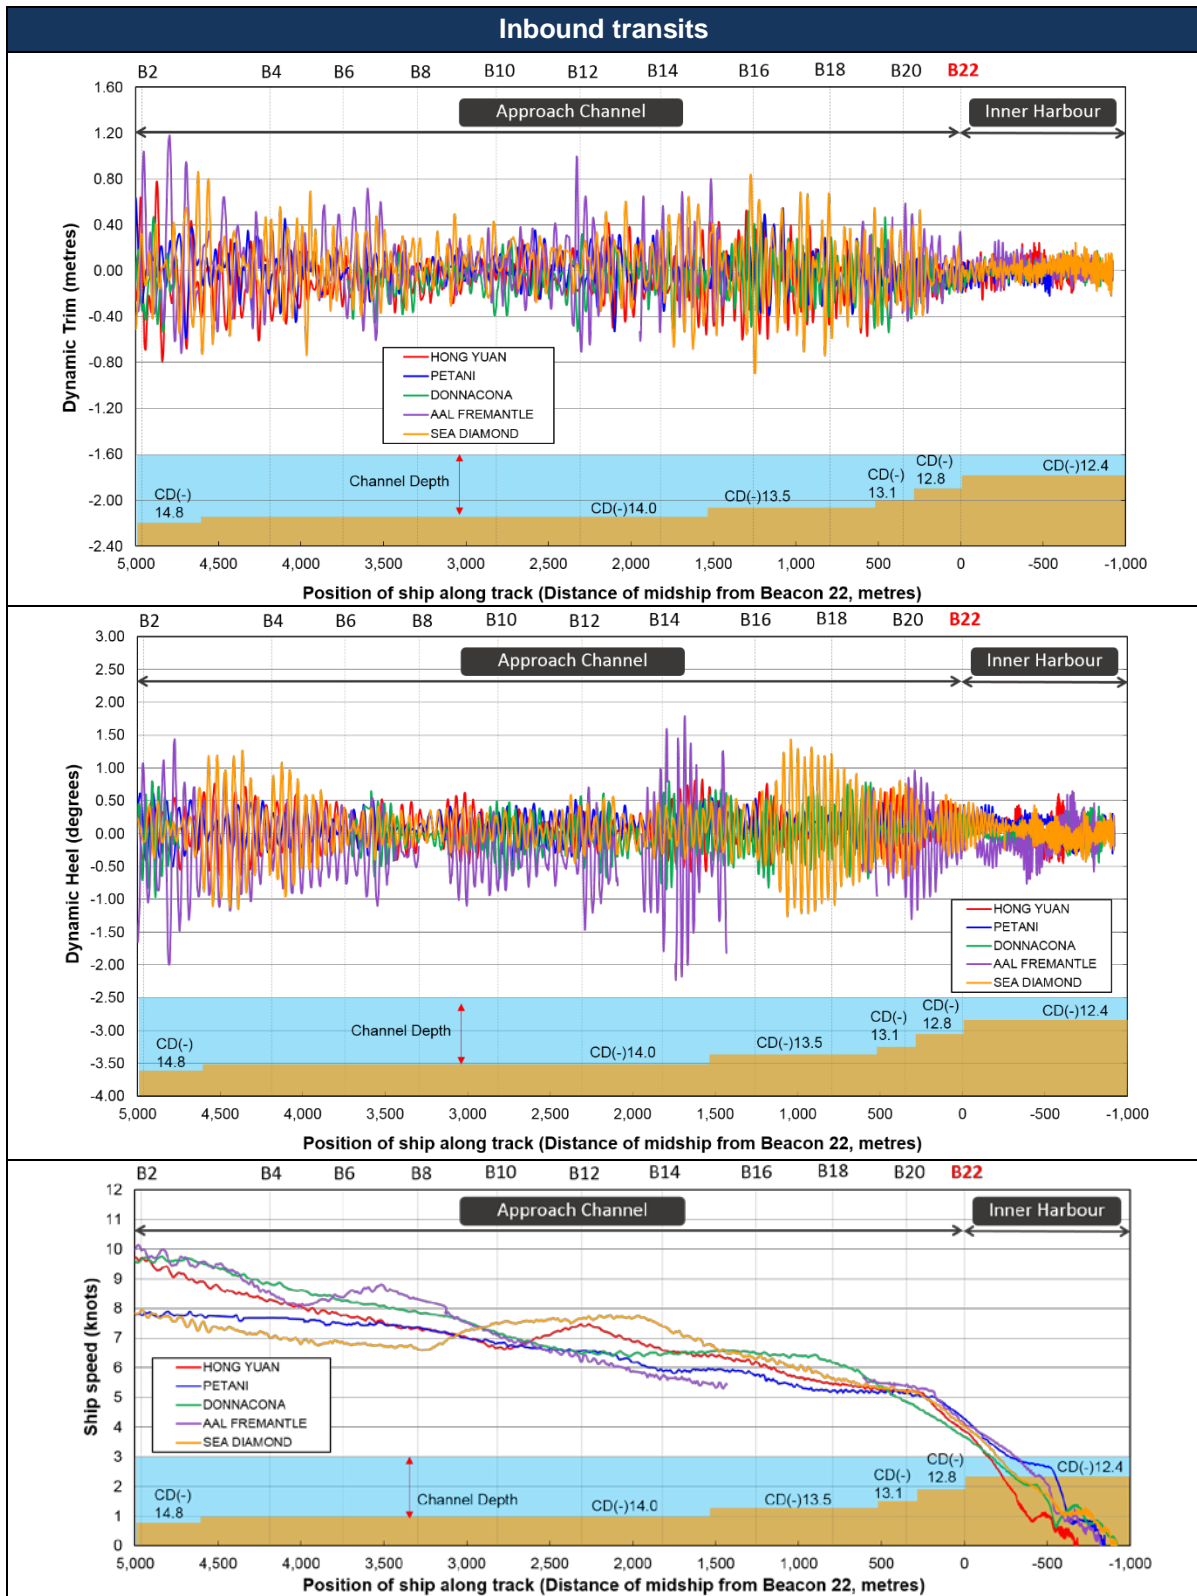 Inbound transits
B2 B4 B6 B8 B10 B12 B14 B16 B18 B20 B22
1.60
Approach Channel Inner Harbour
1.20
0.80
0.40
0.00
-0.40
-0.80
-1.20
-1.60
-2.00
-2.40
Dynamic Trim (metres)
HONG YUAN
PETANI
DONNACONA
AAL FREMANTLE
SEA DIAMOND
CD(-)
14.8
Channel Depth
CD(-)14.0
CD(-)13.5
CD(-)
13.1
CD(-)
12.8
CD(-)12.4
5,000 4,500 4,000 3,500 3,000 2,500 2,000 1,500 1,000 500 0 -500 -1,000
Position of ship along track (Distance of midship from Beacon 22, metres)
B2 B4 B6 B8 B10 B12 B14 B16 B18 B20 B22
3.00
Approach Channel Inner Harbour
2.50
2.00
1.50
1.00
0.50
0.00
-0.50
-1.00
-1.50
-2.00
-2.50
-3.00
-3.50
-4.00
Dynamic Heel (degrees)
HONG YUAN
PETANI
DONNACONA
AAL FREMANTLE
SEA DIAMOND
CD(-)
14.8
Channel Depth
CD(-)14.0
CD(-)13.5
CD(-)
13.1
CD(-)
12.8
CD(-)12.4
5,000 4,500 4,000 3,500 3,000 2,500 2,000 1,500 1,000 500 0 -500 -1,000
Position of ship along track (Distance of midship from Beacon 22, metres)
B2 B4 B6 B8 B10 B12 B14 B16 B18 B20 B22
12
Approach Channel Inner Harbour
11
10
9
8
7
6
5
4
3
2
1
0
Ship speed (knots)
HONG YUAN
PETANI
DONNACONA
AAL FREMANTLE
SEA DIAMOND
CD(-)
14.8
Channel Depth
CD(-)14.0
CD(-)13.5
CD(-)
13.1
CD(-)
12.8
CD(-)12.4
5,000 4,500 4,000 3,500 3,000 2,500 2,000 1,500 1,000 500 0 -500 -1,000
Position of ship along track (Distance of midship from Beacon 22, metres)